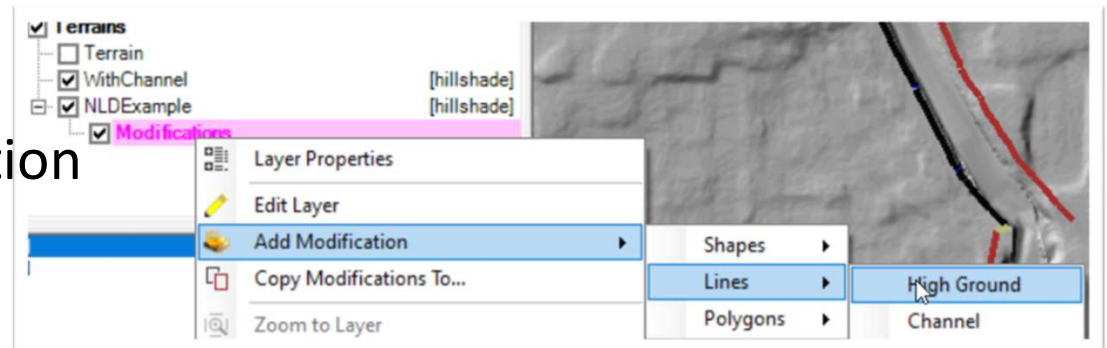 Terrains
Terrain
WithChannel [hillshade]
NLDExample [hillshade]
Modifications
tion
Layer Properties
Edit Layer
Add Modification
Copy Modifications To...
Zoom to Layer
Shapes
Lines
Polygons
High Ground
Channel